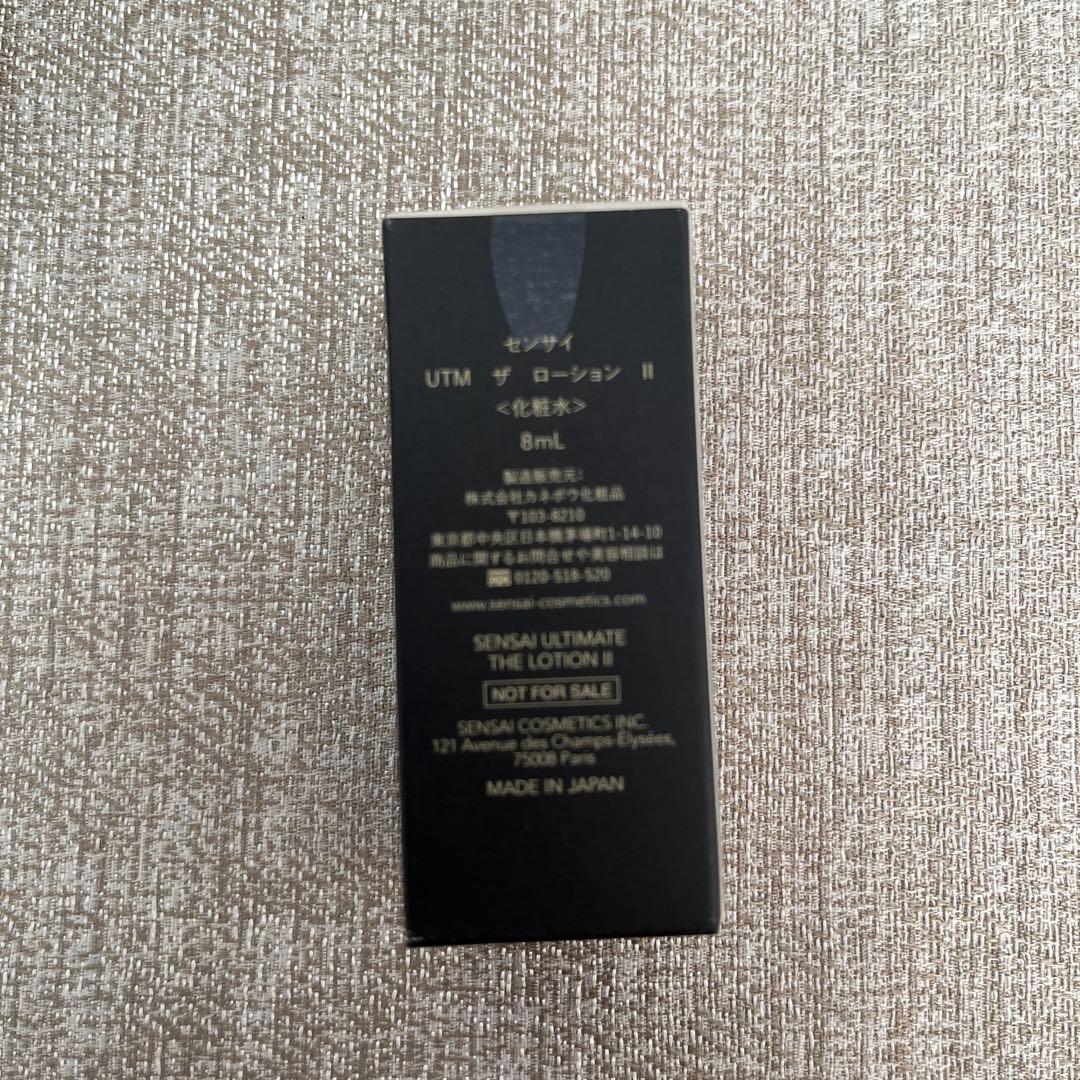 センサイ
UTM ザ ローション II
<化粧水>
8mL
製造販売元:
株式会社カネボウ化粧品
〒103-8210
東京都中央区日本橋茅場町1-14-10
商品に関するお問合せや美容相談は
0120-518-520
www.sensai-cosmetics.com
SENSAI ULTIMATE
THE LOTION II
NOT FOR SALE
SENSAI COSMETICS INC.
121 Avenue des Champs-Élysées,
75008 Paris
MADE IN JAPAN